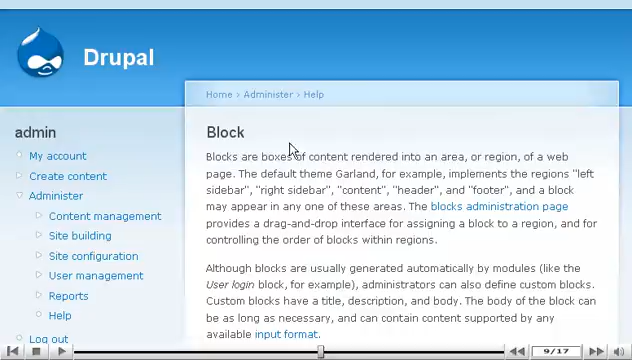 Drupal
Home > Administer > Help
admin
My account
Create content
Administer
Content management
Site building
Site configuration
User management
Reports
Help
Log out
Block
Blocks are boxes of content rendered into an area, or region, of a web
page. The default theme Garland, for example, implements the regions "left
sidebar", "right sidebar", "content", "header", and "footer", and a block
may appear in any one of these areas. The blocks administration page
provides a drag-and-drop interface for assigning a block to a region, and for
controlling the order of blocks within regions.
Although blocks are usually generated automatically by modules (like the
User login block, for example), administrators can also define custom blocks.
Custom blocks have a title, description, and body. The body of the block can
be as long as necessary, and can contain content supported by any
available input format.
9/17